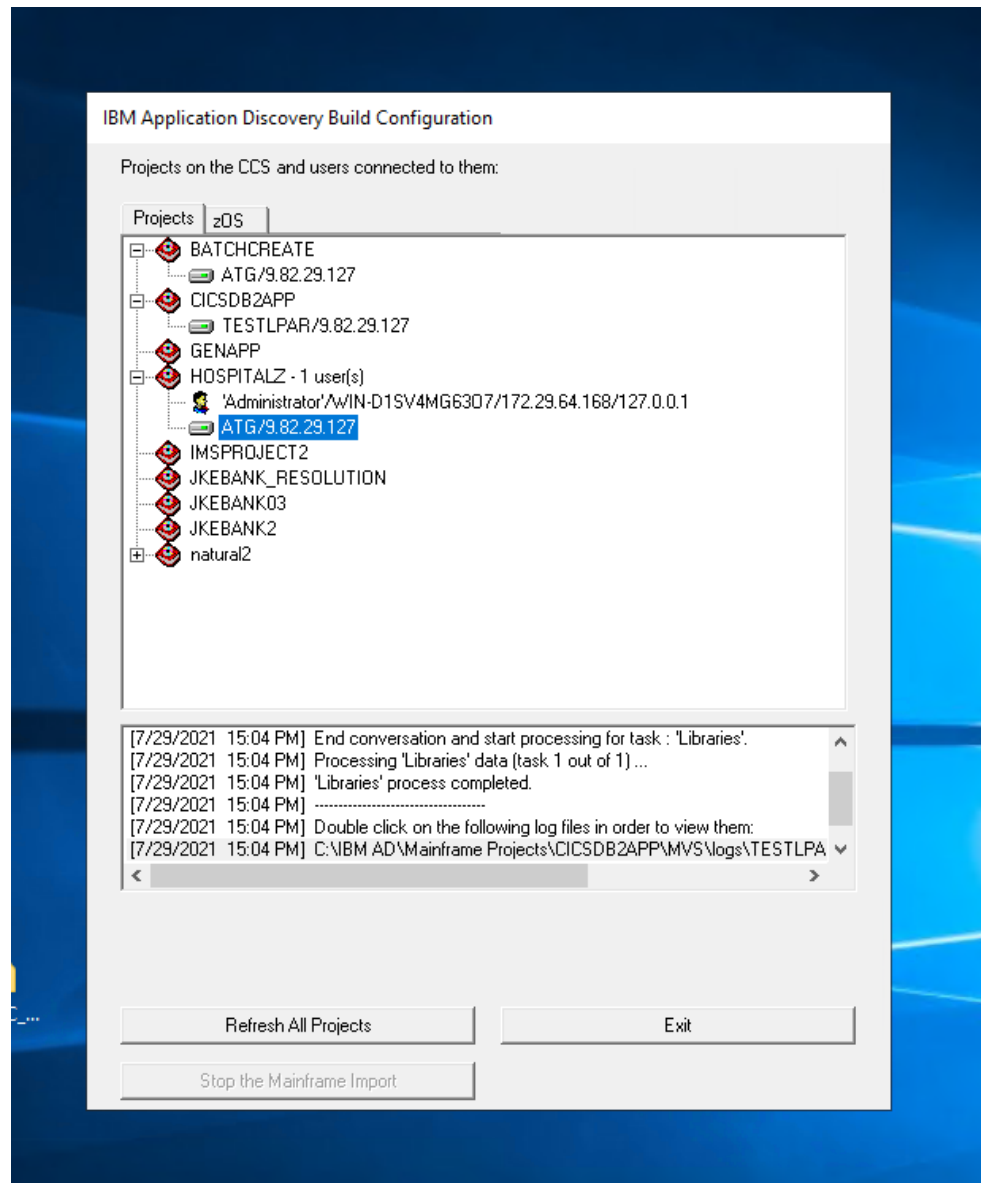 IBM Application Discovery Build Configuration
Projects on the CCS and users connected to them:
Projects zOS
BATCHCREATE
ATG/9.82.29.127
CICSDB2APP
TESTLPAR/9.82.29.127
GENAPP
HOSPITALZ - 1 user(s)
'Administrator'/WIN-D1SV4MG63O7/172.29.64.168/127.0.0.1
ATG/9.82.29.127
IMSPROJECT2
JKEBANK_RESOLUTION
JKEBANK03
JKEBANK2
natural2
[7/29/2021 15:04 PM] End conversation and start processing for task : 'Libraries'.
[7/29/2021 15:04 PM] Processing 'Libraries' data (task 1 out of 1) ...
[7/29/2021 15:04 PM] 'Libraries' process completed.
[7/29/2021 15:04 PM] -----------------------------------
[7/29/2021 15:04 PM] Double click on the following log files in order to view them:
[7/29/2021 15:04 PM] C:\IBM AD\Mainframe Projects\CICSDB2APP\MVS\logs\TESTLPA
Refresh All Projects Exit
Stop the Mainframe Import